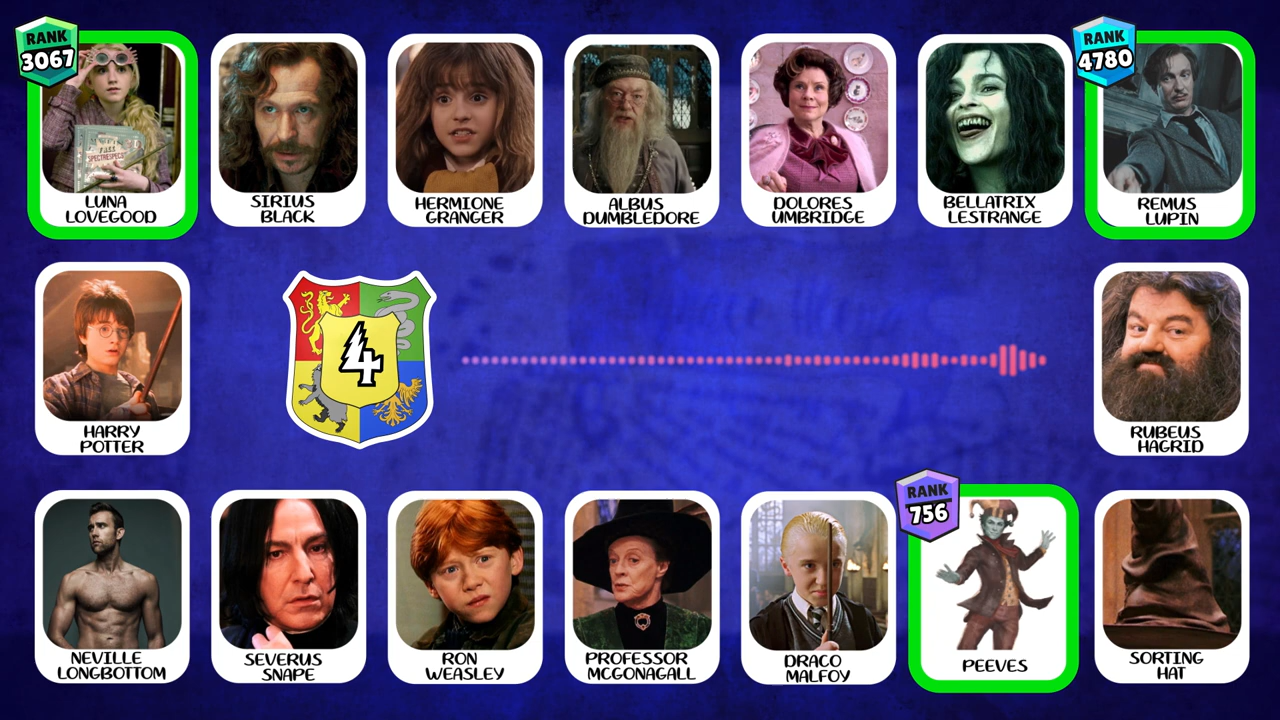 RANK
3067
RANK
4780
FREE
SPECTRESPECS
LUNA
LOVEGOOD
SIRIUS
BLACK
HERMIONE
GRANGER
ALBUS
DUMBLEDORE
DOLORES
UMBRIDGE
BELLATRIX
LESTRANGE
REMUS
LUPIN
4
HARRY
POTTER
RUBEUS
HAGRID
RANK
756
NEVILLE
LONGBOTTOM
SEVERUS
SNAPE
RON
WEASLEY
PROFESSOR
MCGONAGALL
DRACO
MALFOY
PEEVES
SORTING
HAT